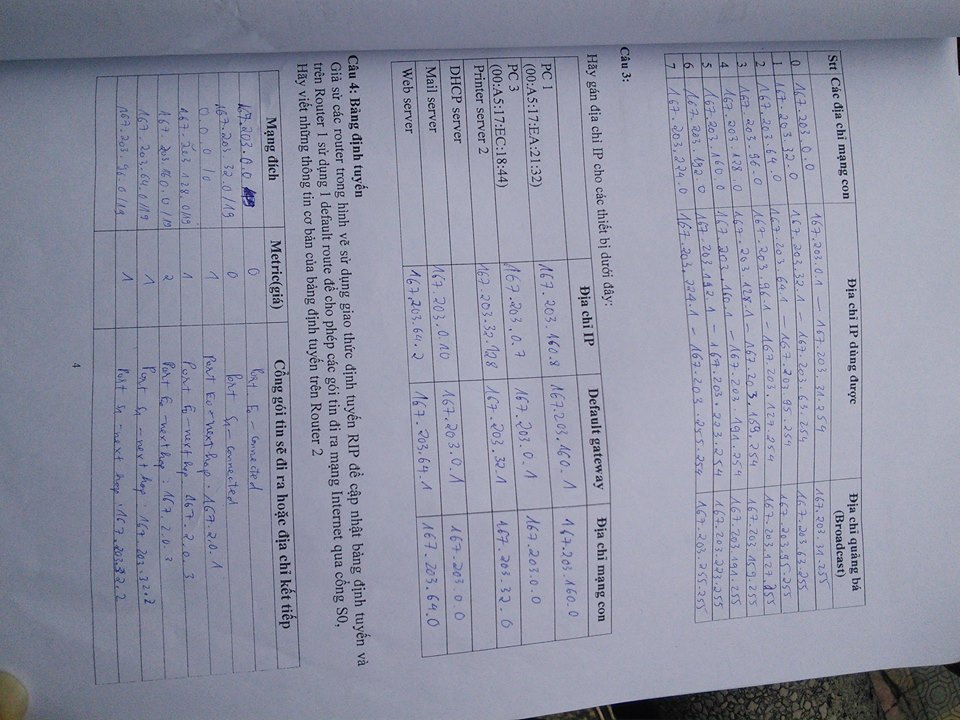 Stt Các địa chỉ mạng con Địa chỉ IP dùng được Địa chỉ quảng bá (Broadcast)
0 167.203.0.0 167.203.0.1 – 167.203.31.254 167.203.31.255
1 167.203.32.0 167.203.32.1 – 167.203.63.254 167.203.63.255
2 167.203.64.0 167.203.64.1 – 167.203.95.254 167.203.95.255
3 167.203.96.0 167.203.96.1 – 167.203.127.254 167.203.127.255
4 167.203.128.0 167.203.128.1 – 167.203.159.254 167.203.159.255
5 167.203.160.0 167.203.160.1 – 167.203.191.254 167.203.191.255
6 167.203.192.0 167.203.192.1 – 167.203.223.254 167.203.223.255
7 167.203.224.0 167.203.224.1 – 167.203.255.254 167.203.255.255
Câu 3:
Hãy gán địa chỉ IP cho các thiết bị dưới đây:
Địa chỉ IP Default gateway Địa chỉ mạng con
PC 1 167.203.160.8 167.203.160.1 167.203.160.0
(00:A5:17:EA:21:32)
PC 3 167.203.0.7 167.203.0.1 167.203.0.0
(00:A5:17:EC:18:44)
Printer server 2 167.203.32.128 167.203.32.1 167.203.32.0
DHCP server 167.203.0.10 167.203.0.1 167.203.0.0
Mail server 167.203.64.2 167.203.64.1 167.203.64.0
Web server
Câu 4: Bảng định tuyến
Giả sử các router trong hình vẽ sử dụng giao thức định tuyến RIP để cập nhật bảng định tuyến và
trên Router 1 sử dụng 1 default route để cho phép các gói tin đi ra mạng Internet qua cổng S0,
Hãy viết những thông tin cơ bản của bảng định tuyến trên Router 2
Mạng đích Metric(giá) Cổng gói tin sẽ đi ra hoặc địa chỉ kết tiếp
167.203.0.0 0 Port E0 – connected
167.203.32.0/19 0 Port S1 – connected
0.0.0.0/0 1 Port E0 – next hop: 167.2.0.1
167.203.128.0/19 1 Port E0 – next hop: 167.2.0.3
167.203.160.0/19 2 Port E0 – next hop: 167.2.0.3
167.203.64.0/19 1 Port S1 – next hop: 167.203.32.2
167.203.96.0/19 1 Port S1 – next hop: 167.203.32.2
4